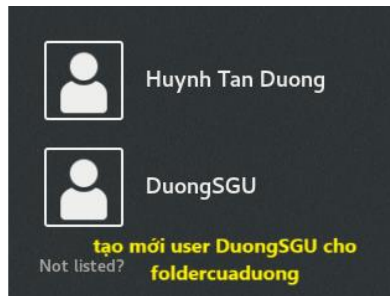 Huynh Tan Duong
DuongSGU
tạo mới user DuongSGU cho
Not listed?
foldercuaduong